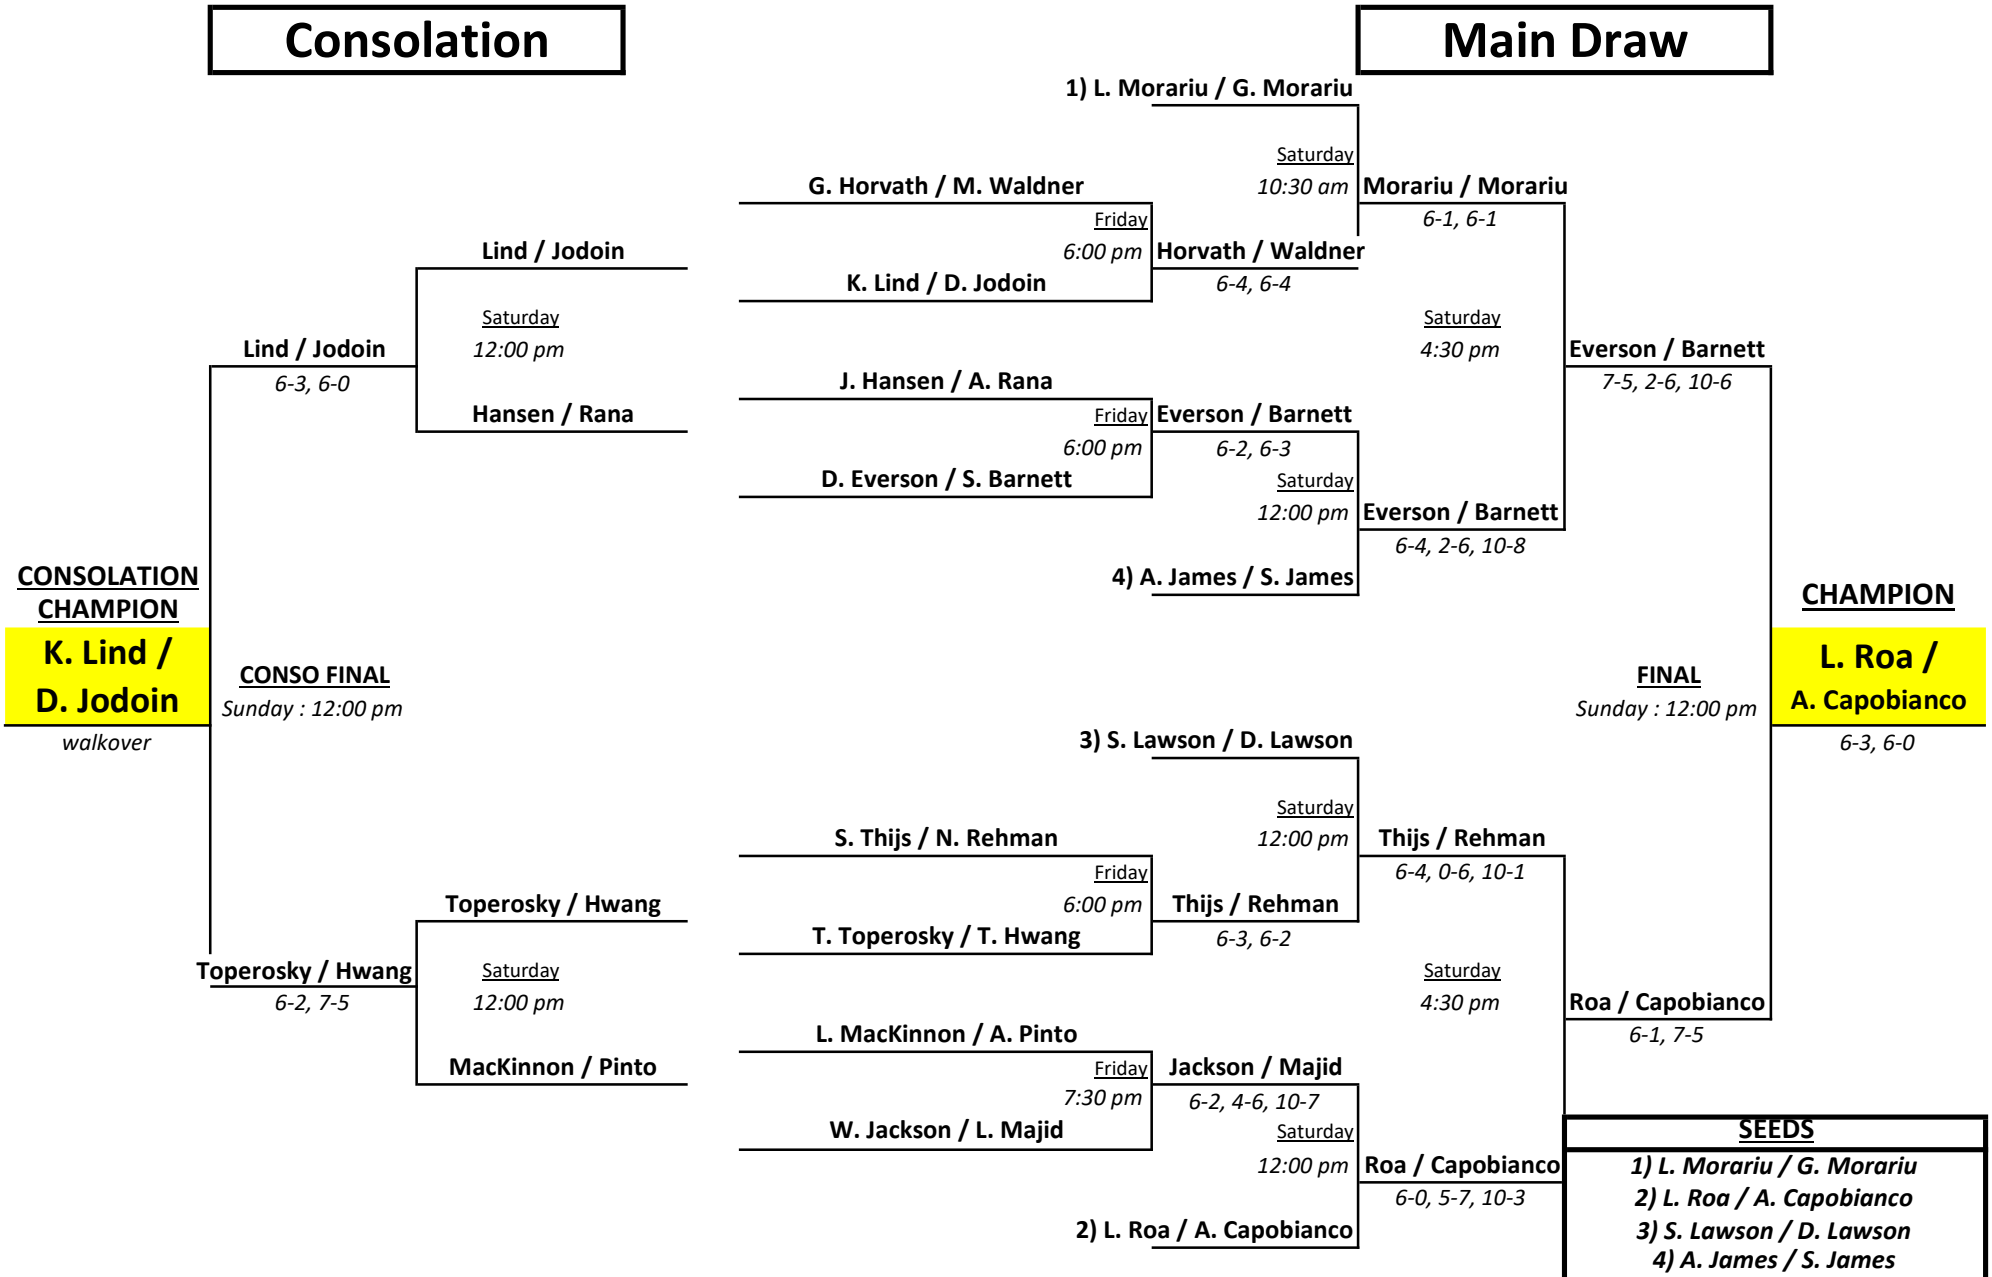 Consolation
Main Draw
1) L. Morariu / G. Morariu
Saturday
G. Horvath / M. Waldner
10:30 am
Morariu / Morariu
Friday
6-1, 6-1
Lind / Jodoin
6:00 pm
Horvath / Waldner
K. Lind / D. Jodoin
6-4, 6-4
Saturday
Saturday
Lind / Jodoin
12:00 pm
4:30 pm
Everson / Barnett
6-3, 6-0
J. Hansen / A. Rana
7-5, 2-6, 10-6
Hansen / Rana
Friday
Everson / Barnett
6:00 pm
6-2, 6-3
D. Everson / S. Barnett
Saturday
12:00 pm
Everson / Barnett
6-4, 2-6, 10-8
CONSOLATION
CHAMPION
4) A. James / S. James
CHAMPION
K. Lind /
D. Jodoin
CONSO FINAL
Sunday : 12:00 pm
walkover
FINAL
Sunday : 12:00 pm
L. Roa /
A. Capobianco
6-3, 6-0
3) S. Lawson / D. Lawson
Saturday
S. Thijs / N. Rehman
12:00 pm
Thijs / Rehman
Friday
6-4, 0-6, 10-1
Toperosky / Hwang
6:00 pm
Thijs / Rehman
T. Toperosky / T. Hwang
6-3, 6-2
Toperosky / Hwang
Saturday
Saturday
6-2, 7-5
12:00 pm
4:30 pm
Roa / Capobianco
L. MacKinnon / A. Pinto
6-1, 7-5
MacKinnon / Pinto
Friday
Jackson / Majid
7:30 pm
6-2, 4-6, 10-7
W. Jackson / L. Majid
Saturday
12:00 pm
Roa / Capobianco
6-0, 5-7, 10-3
2) L. Roa / A. Capobianco
SEEDS
1) L. Morariu / G. Morariu
2) L. Roa / A. Capobianco
3) S. Lawson / D. Lawson
4) A. James / S. James